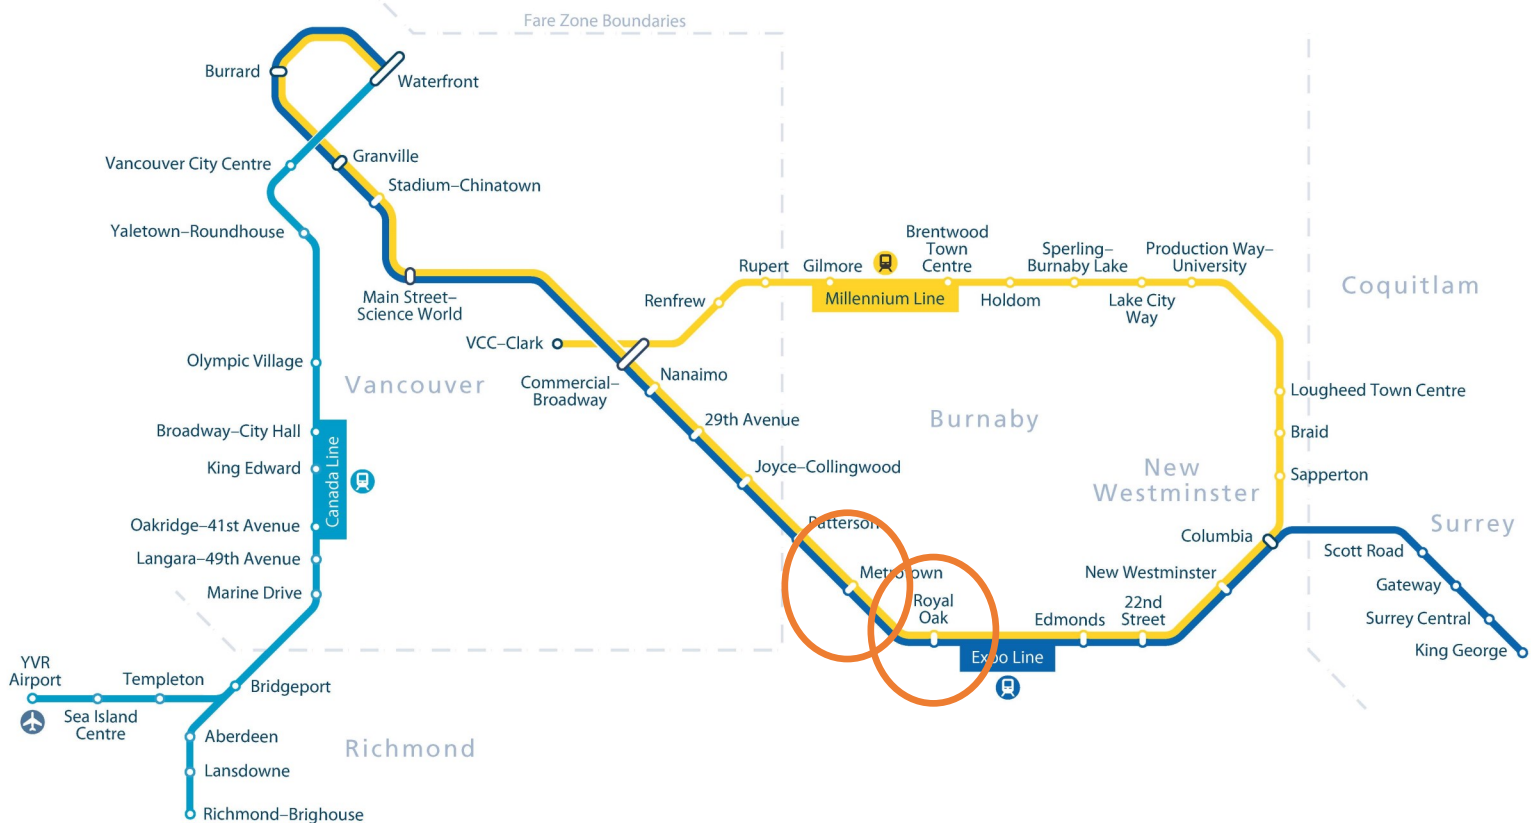 Fare Zone Boundaries
Burrard
Waterfront
Vancouver City Centre
Granville
Stadium–Chinatown
Yaletown–Roundhouse
Main Street–
Science World
VCC–Clark
Renfrew
Rupert
Gilmore
Millennium Line
Brentwood
Town
Centre
Holdom
Sperling–
Burnaby Lake
Lake City
Way
Production Way–
University
Coquitlam
Olympic Village
Vancouver
Commercial–
Broadway
Nanaimo
29th Avenue
Joyce–Collingwood
Burnaby
Lougheed Town Centre
Braid
Sapperton
New
Westminster
Surrey
Broadway–City Hall
King Edward
Canada Line
Oakridge–41st Avenue
Langara–49th Avenue
Marine Drive
Patterson
Metrotown
Royal
Oak
Expo Line
Edmonds
22nd
Street
New Westminster
Columbia
Scott Road
Gateway
Surrey Central
King George
YVR
Airport
Sea Island
Centre
Templeton
Bridgeport
Aberdeen
Lansdowne
Richmond–Brighouse
Richmond